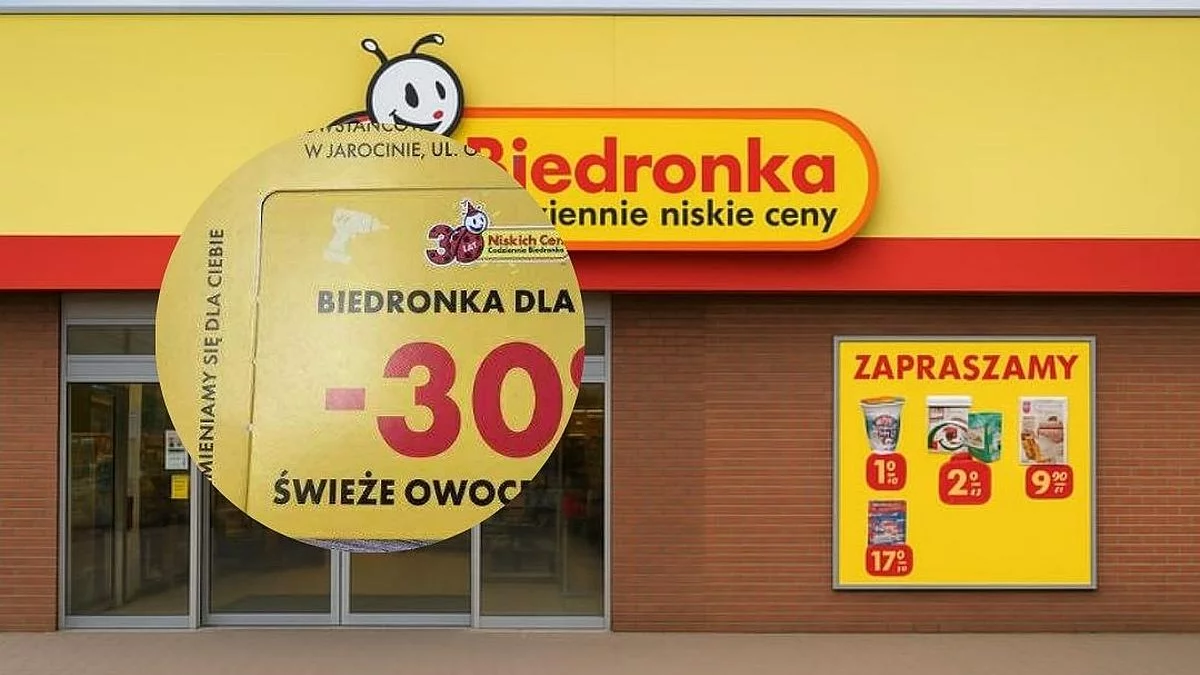 W JAROCINIE, UL.
Biedronka
niskie ceny
MIENIAMY SIĘ DLA CIEBIE
30 LAT
Niskich Cen
Codziennie Biedronka
BIEDRONKA DLA
-30
ŚWIEŻE OWOC
ZAPRASZAMY
1
2
9 90
17